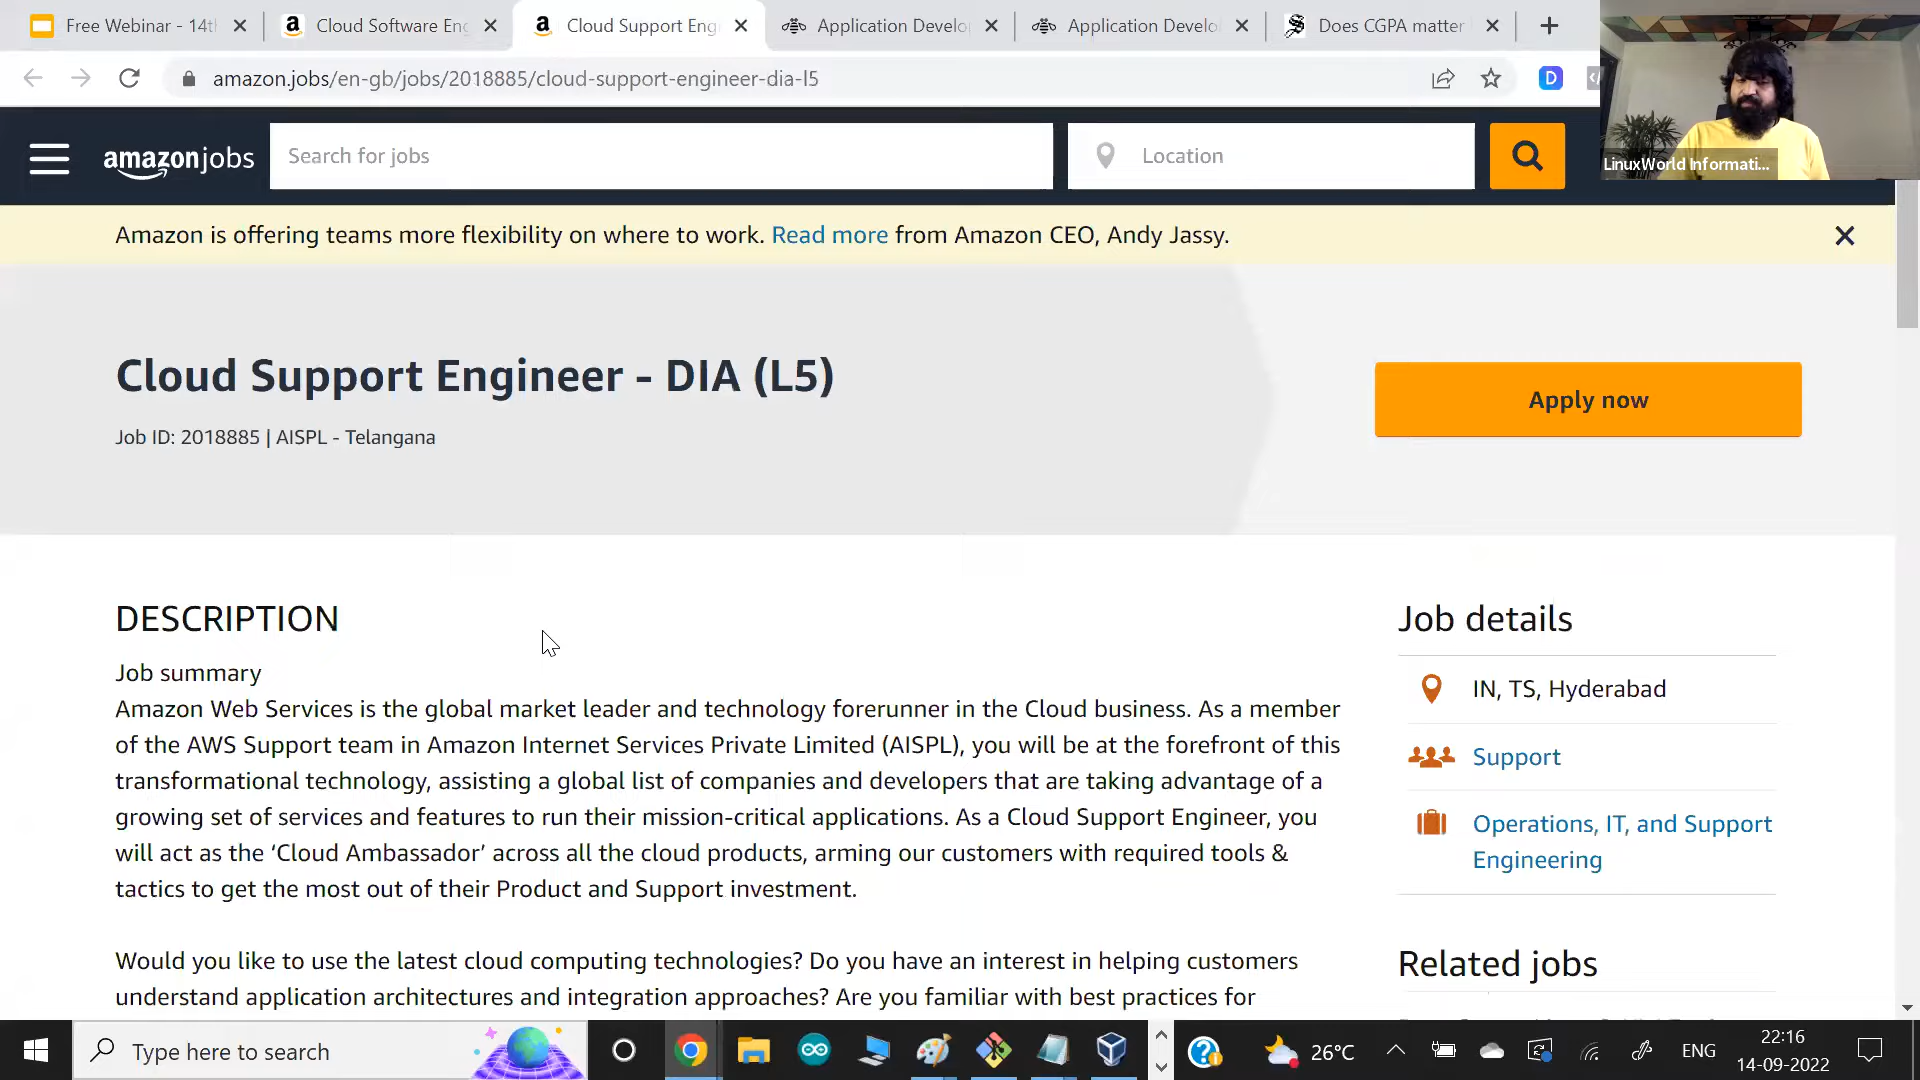 Free Webinar - 14t
Cloud Software Eng
Cloud Support Engi
Application Develo
Application Develo
Does CGPA matter
amazon.jobs/en-gb/jobs/2018885/cloud-support-engineer-dia-l5
amazon jobs
Search for jobs
Location
LinuxWorld Informati...
Amazon is offering teams more flexibility on where to work. Read more from Amazon CEO, Andy Jassy.
Cloud Support Engineer - DIA (L5)
Job ID: 2018885 | AISPL - Telangana
Apply now
DESCRIPTION
Job summary
Amazon Web Services is the global market leader and technology forerunner in the Cloud business. As a member
of the AWS Support team in Amazon Internet Services Private Limited (AISPL), you will be at the forefront of this
transformational technology, assisting a global list of companies and developers that are taking advantage of a
growing set of services and features to run their mission-critical applications. As a Cloud Support Engineer, you
will act as the ‘Cloud Ambassador’ across all the cloud products, arming our customers with required tools &
tactics to get the most out of their Product and Support investment.
Would you like to use the latest cloud computing technologies? Do you have an interest in helping customers
understand application architectures and integration approaches? Are you familiar with best practices for
Job details
IN, TS, Hyderabad
Support
Operations, IT, and Support
Engineering
Related jobs
Type here to search
26°C
ENG
22:16
14-09-2022